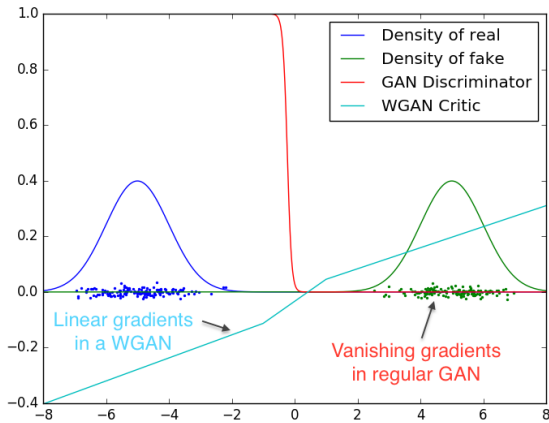 1.0
Density of real
Density of fake
GAN Discriminator
WGAN Critic
0.8
0.6
0.4
0.2
0.0
Linear gradients
in a WGAN
Vanishing gradients
in regular GAN
−0.2
−0.4
−8 −6 −4 −2 0 2 4 6 8